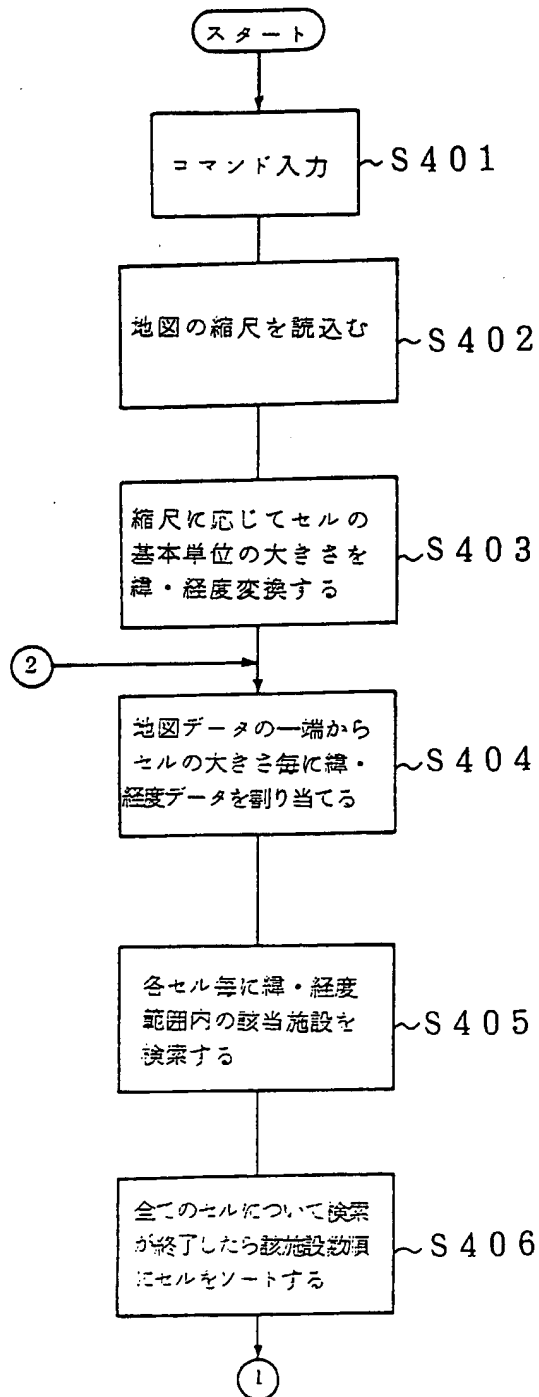 スタート
コマンド入力
~S401
地図の縮尺を読込む
~S402
縮尺に応じてセルの
基本単位の大きさを
緯・経度変換する
~S403
2
地図データの一端から
セルの大きさ毎に緯・
経度データを割り当てる
~S404
各セル毎に緯・経度
範囲内の該当施設を
検索する
~S405
全てのセルについて検索
が終了したら該施設数順
にセルをソートする
~S406
1